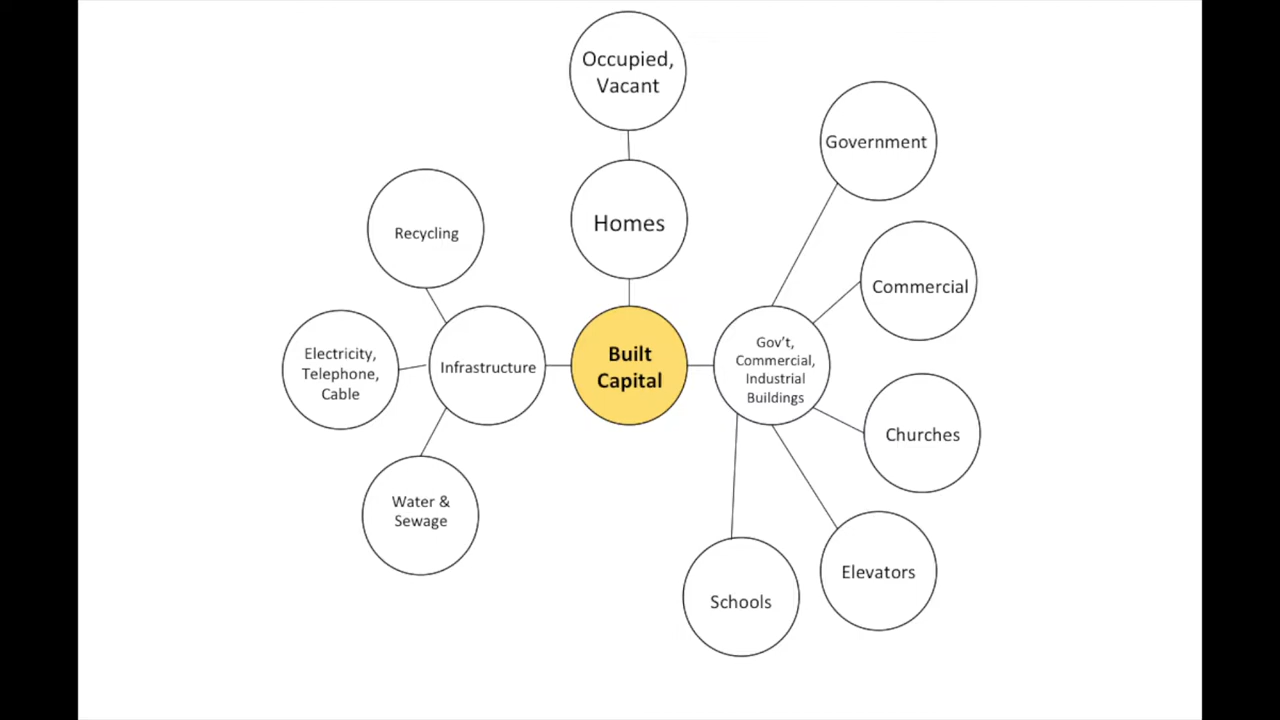 Occupied,
Vacant
Government
Homes
Recycling
Commercial
Electricity,
Telephone,
Cable
Infrastructure
Built
Capital
Gov’t,
Commercial,
Industrial
Buildings
Churches
Water &
Sewage
Elevators
Schools